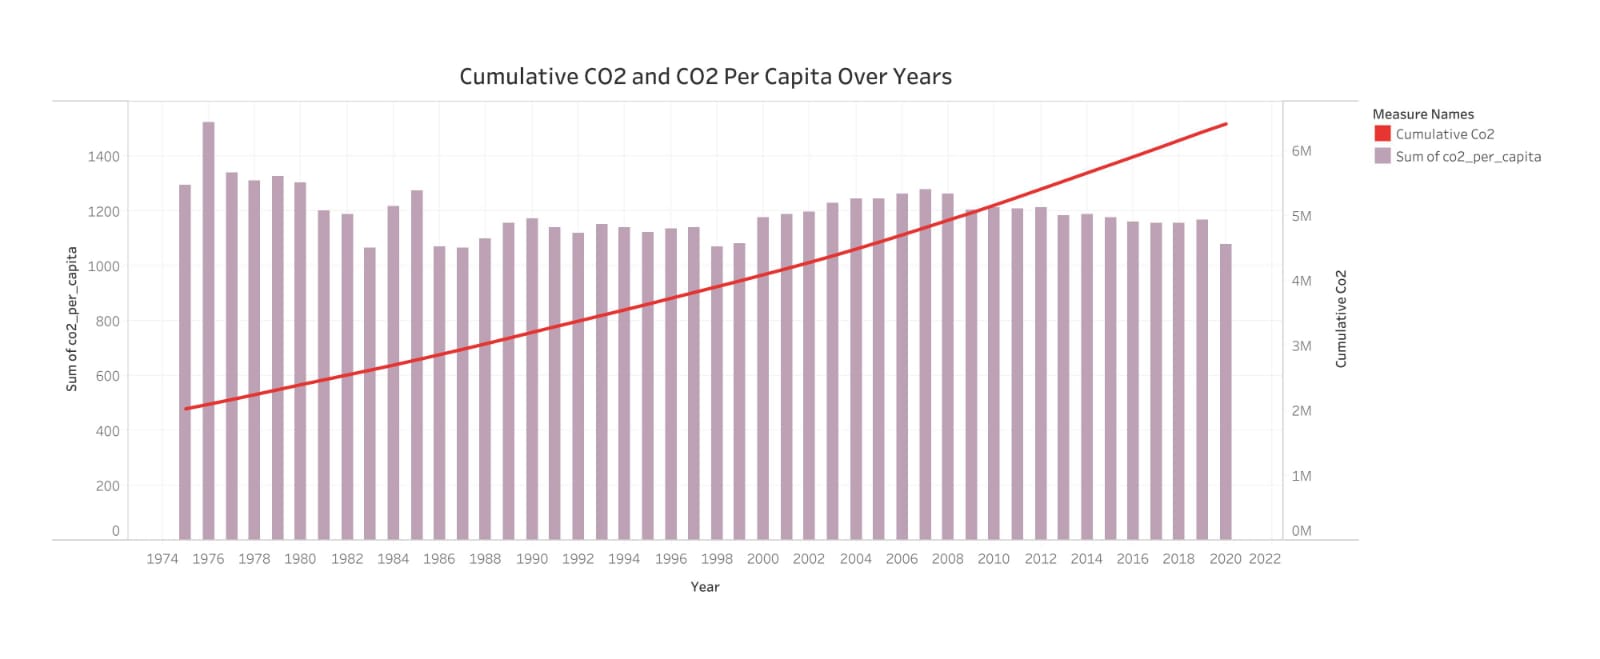 Cumulative CO2 and CO2 Per Capita Over Years
Measure Names
Cumulative Co2
Sum of co2_per_capita
Sum of co2_per_capita
1400
1200
1000
800
600
400
200
0
6M
5M
4M
3M
2M
1M
0M
Cumulative Co2
1974 1976 1978 1980 1982 1984 1986 1988 1990 1992 1994 1996 1998 2000 2002 2004 2006 2008 2010 2012 2014 2016 2018 2020 2022
Year